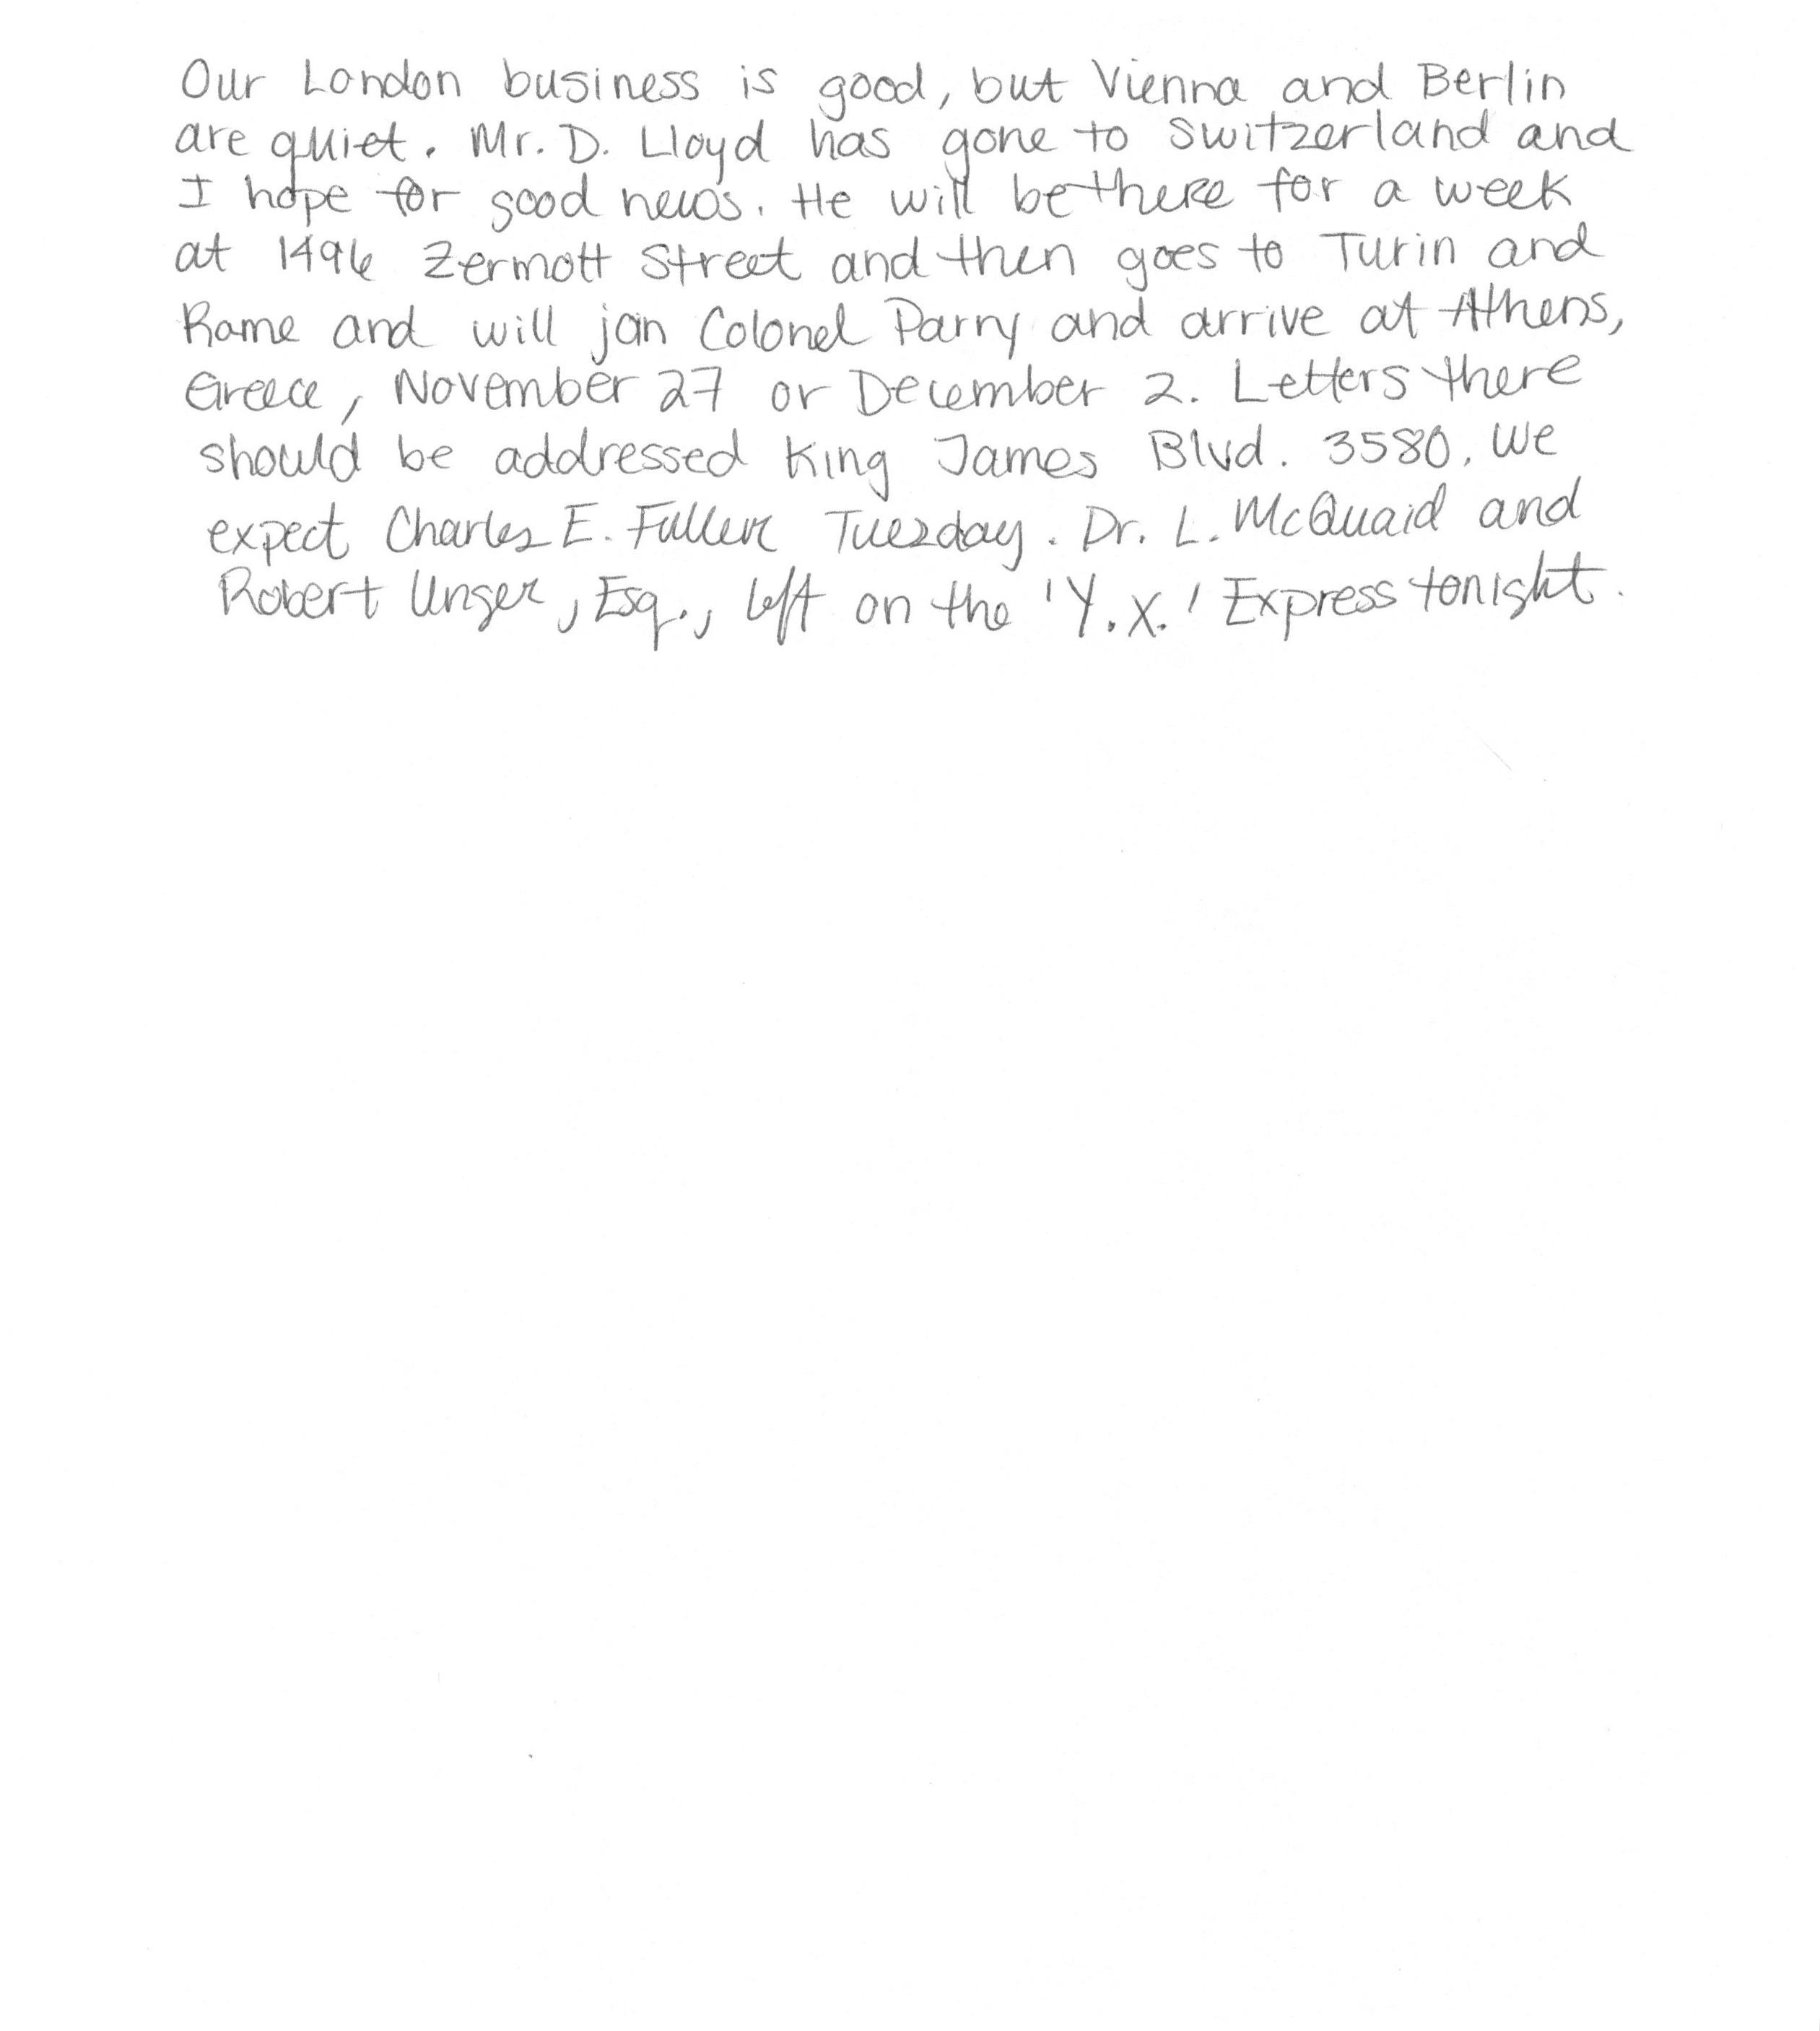 Our London business is good, but Vienna and Berlin
are quiet. Mr. D. Lloyd has gone to Switzerland and
I hope for good news. He will be there for a week
at 1496 Zermott Street and then goes to Turin and
Rome and will join Colonel Parry and arrive at Athens,
Greece, November 27 or December 2. Letters there
should be addressed King James Blvd. 3580. We
expect Charles E. Fuller Tuesday. Dr. L. McQuaid and
Robert Unger, Esq., left on the 'Y.X.' Express tonight.